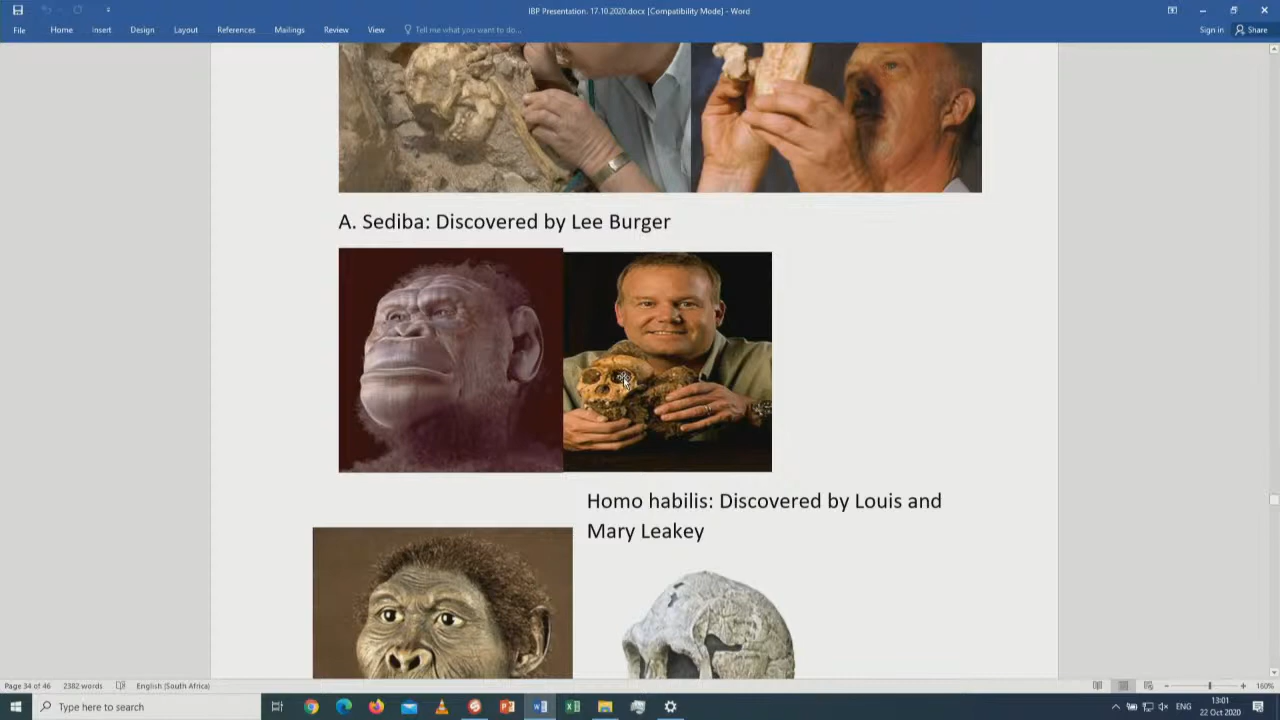 IBP Presentation. 17.10.2020.docx [Compatibility Mode] - Word
File Home Insert Design Layout References Mailings Review View Tell me what you want to do... Sign in Share
A. Sediba: Discovered by Lee Burger
Homo habilis: Discovered by Louis and
Mary Leakey
Page 34 of 46 2382 words English (South Africa) 160%
Type here to search
ENG
13:01
22 Oct 2020